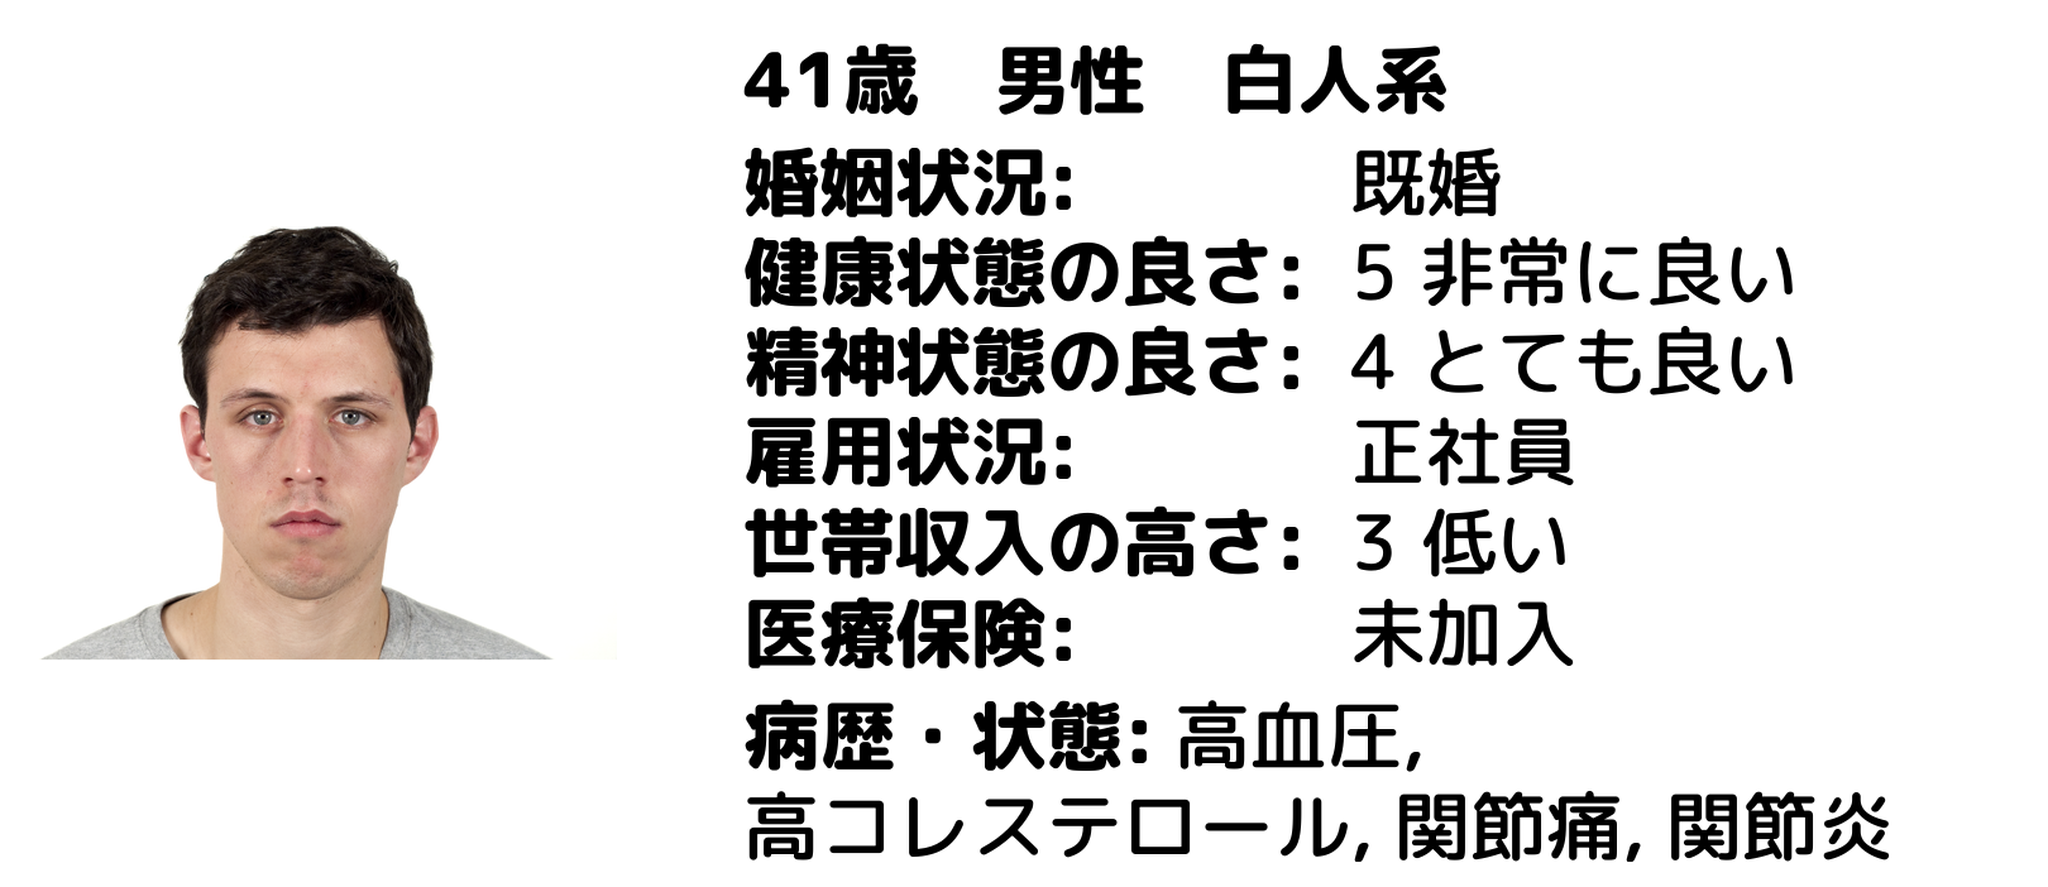 41歳　男性　白人系
婚姻状況: 既婚
健康状態の良さ: 5 非常に良い
精神状態の良さ: 4 とても良い
雇用状況: 正社員
世帯収入の高さ: 3 低い
医療保険: 未加入
病歴・状態: 高血圧,
高コレステロール, 関節痛, 関節炎